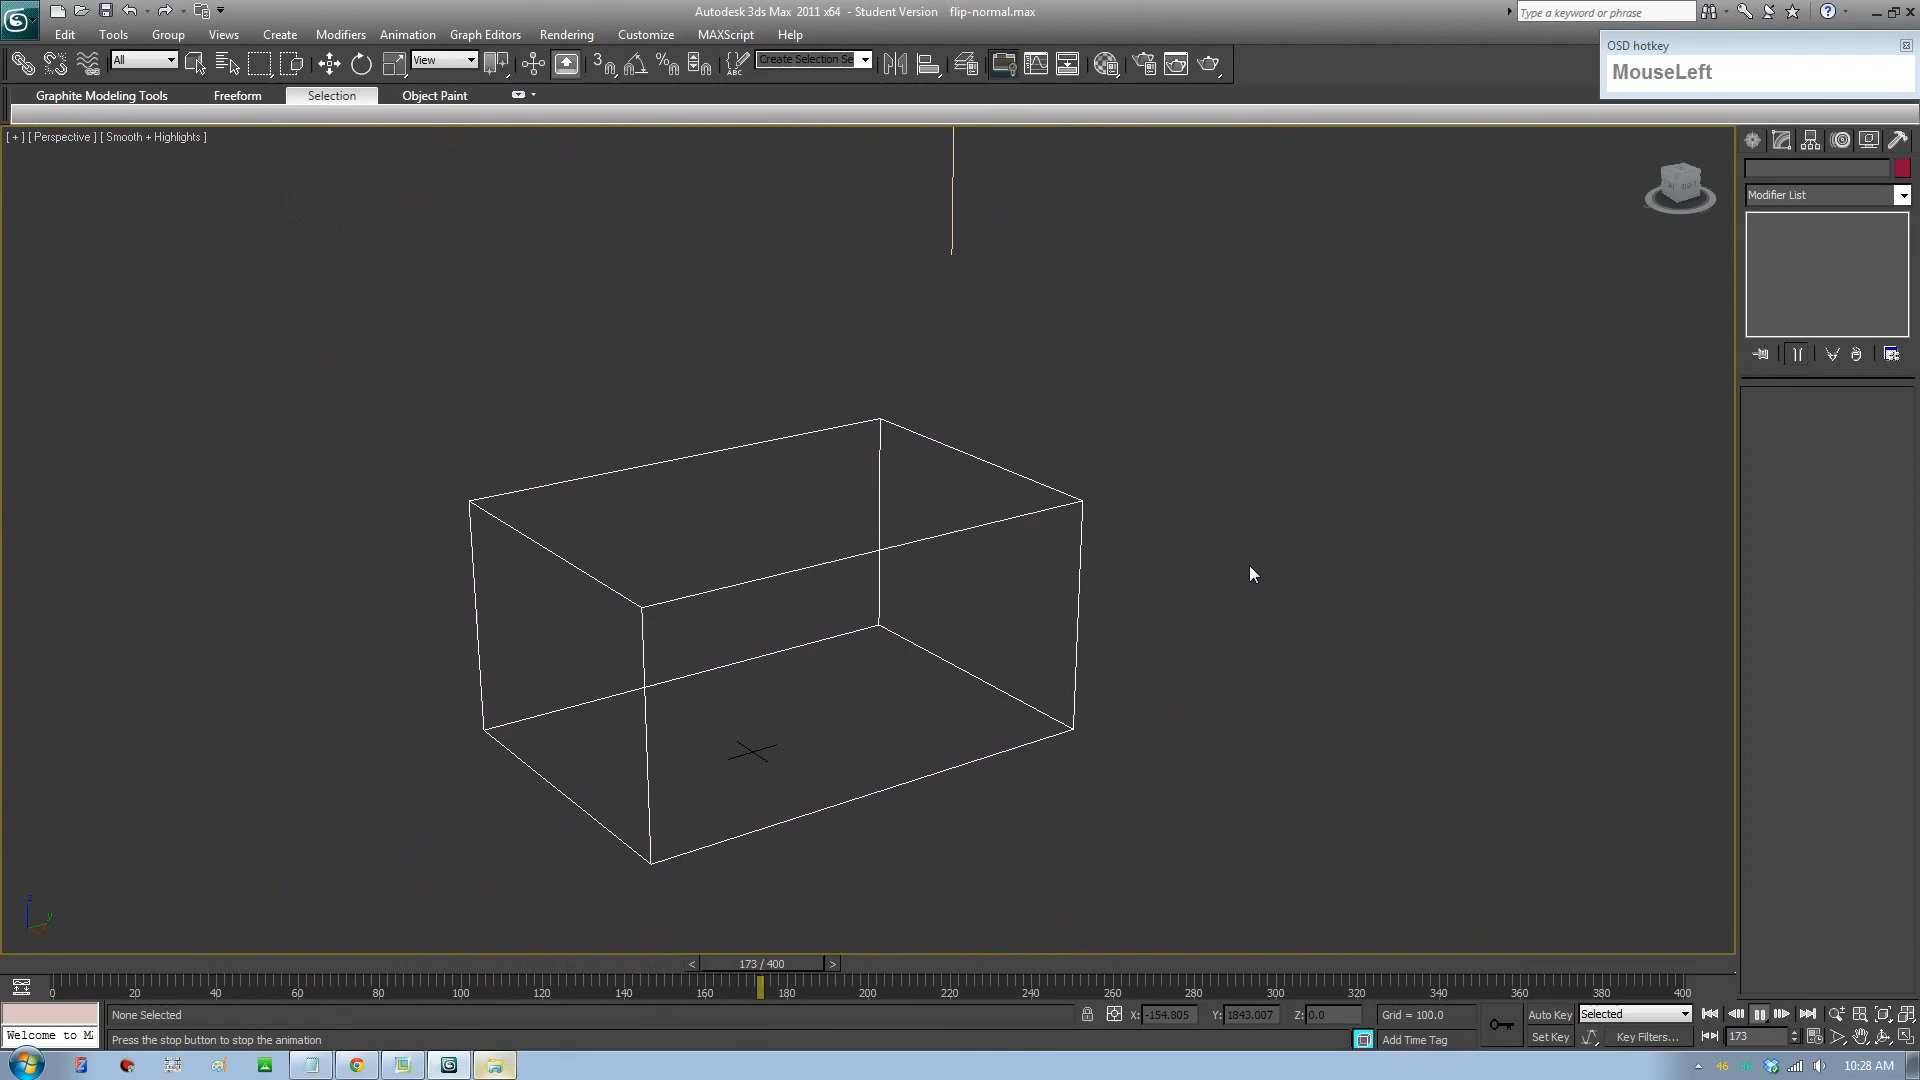 Autodesk 3ds Max 2011 x64 - Student Version flip-normal.max
Type a keyword or phrase
Edit Tools Group Views Create Modifiers Animation Graph Editors Rendering Customize MAXScript Help
OSD hotkey
MouseLeft
All View Create Selection Se
Graphite Modeling Tools Freeform Selection Object Paint
[ + ] [ Perspective ] [ Smooth + Highlights ]
Modifier List
z
y
< 173 / 400 >
0 20 40 60 80 100 120 140 160 180 200 220 240 260 280 300 320 340 360 380 400
None Selected X: -154.805 Y: 1843.007 Z: 0.0 Grid = 100.0 Auto Key Selected
Welcome to M Press the stop button to stop the animation Add Time Tag Set Key Key Filters... 173
46 10:28 AM